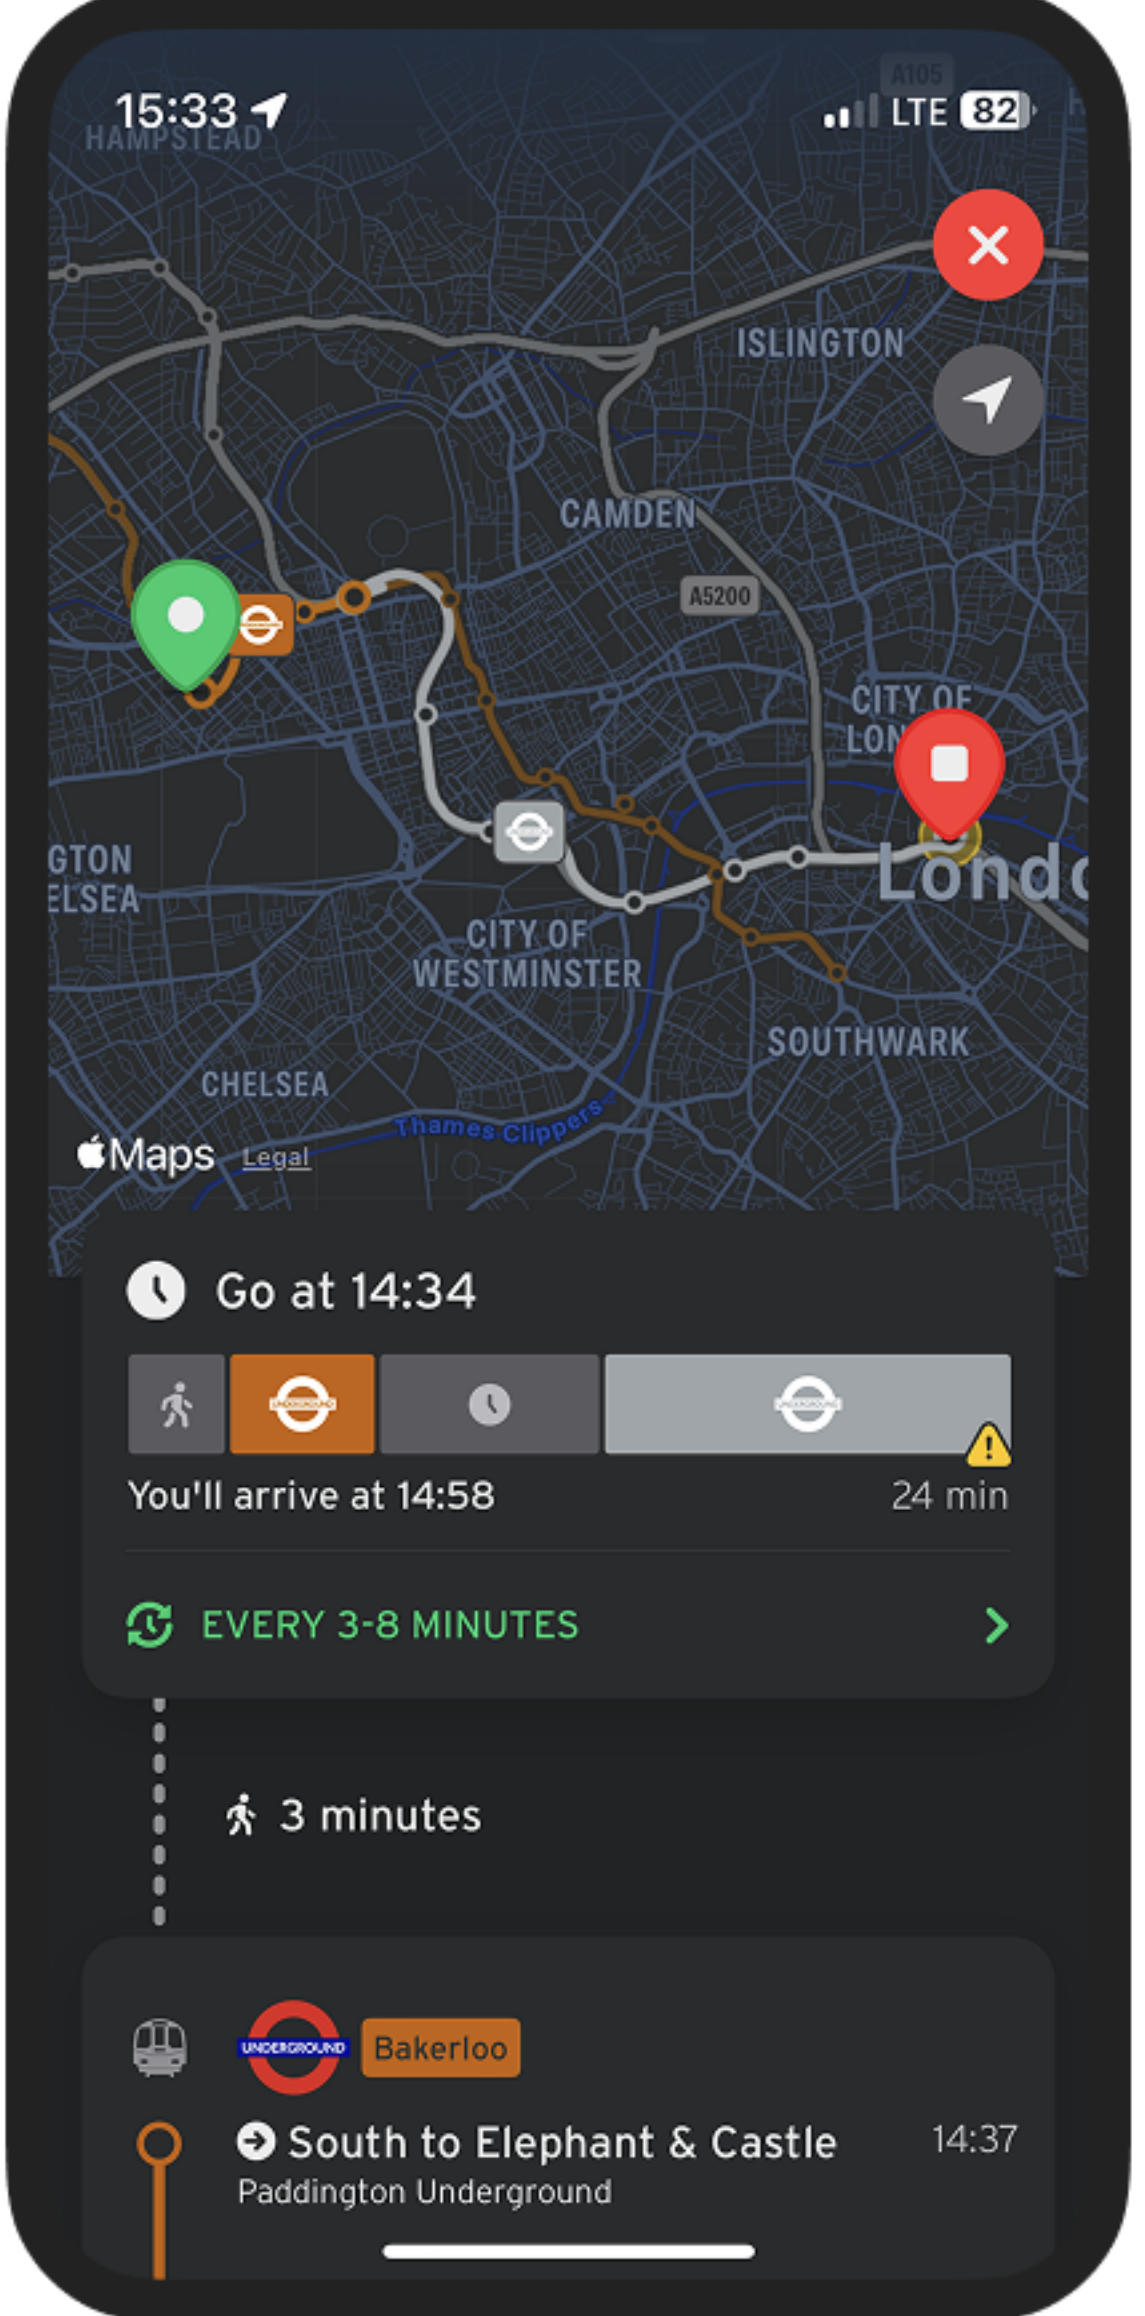 15:33
LTE 82
A105
HAMPSTEAD
ISLINGTON
CAMDEN
A5200
CITY OF
LON
Londo
GTON
ELSEA
CITY OF
WESTMINSTER
SOUTHWARK
CHELSEA
Thames Clippers
Maps Legal
Go at 14:34
You'll arrive at 14:58
24 min
EVERY 3-8 MINUTES
3 minutes
UNDERGROUND Bakerloo
South to Elephant & Castle
14:37
Paddington Underground